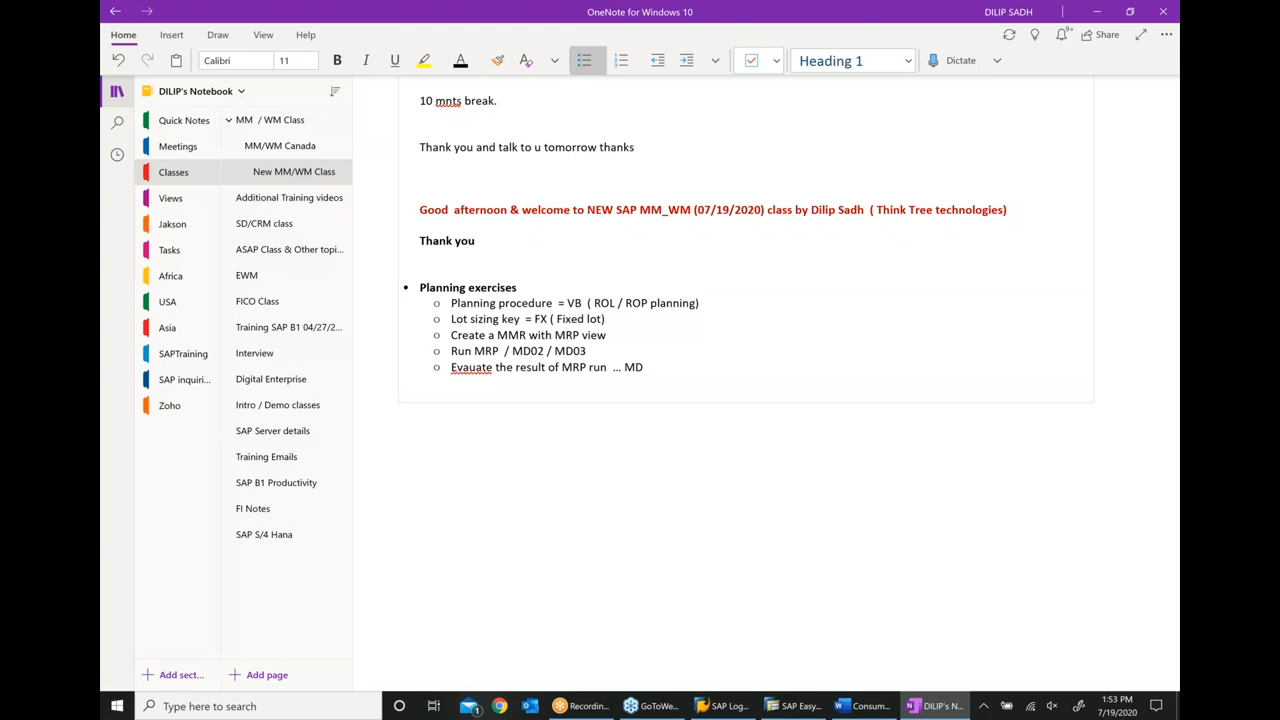 OneNote for Windows 10
DILIP SADH
Home Insert Draw View Help
9+ Share
Calibri 11 B I U A Heading 1 Dictate
DILIP's Notebook
Quick Notes
Meetings
Classes
Views
Jakson
Tasks
Africa
USA
Asia
SAPTraining
SAP inquiri...
Zoho
MM / WM Class
MM/WM Canada
New MM/WM Class
Additional Training videos
SD/CRM class
ASAP Class & Other topi...
EWM
FICO Class
Training SAP B1 04/27/2...
Interview
Digital Enterprise
Intro / Demo classes
SAP Server details
Training Emails
SAP B1 Productivity
FI Notes
SAP S/4 Hana
10 mnts break.
Thank you and talk to u tomorrow thanks
Good afternoon & welcome to NEW SAP MM_WM (07/19/2020) class by Dilip Sadh ( Think Tree technologies)
Thank you
• Planning exercises
o Planning procedure = VB ( ROL / ROP planning)
o Lot sizing key = FX ( Fixed lot)
o Create a MMR with MRP view
o Run MRP / MD02 / MD03
o Evauate the result of MRP run ... MD
+ Add sect... + Add page
Type here to search
1
Recordin...
GoToWe...
SAP Log...
SAP Easy...
Consum...
DILIP's N...
1:53 PM
7/19/2020